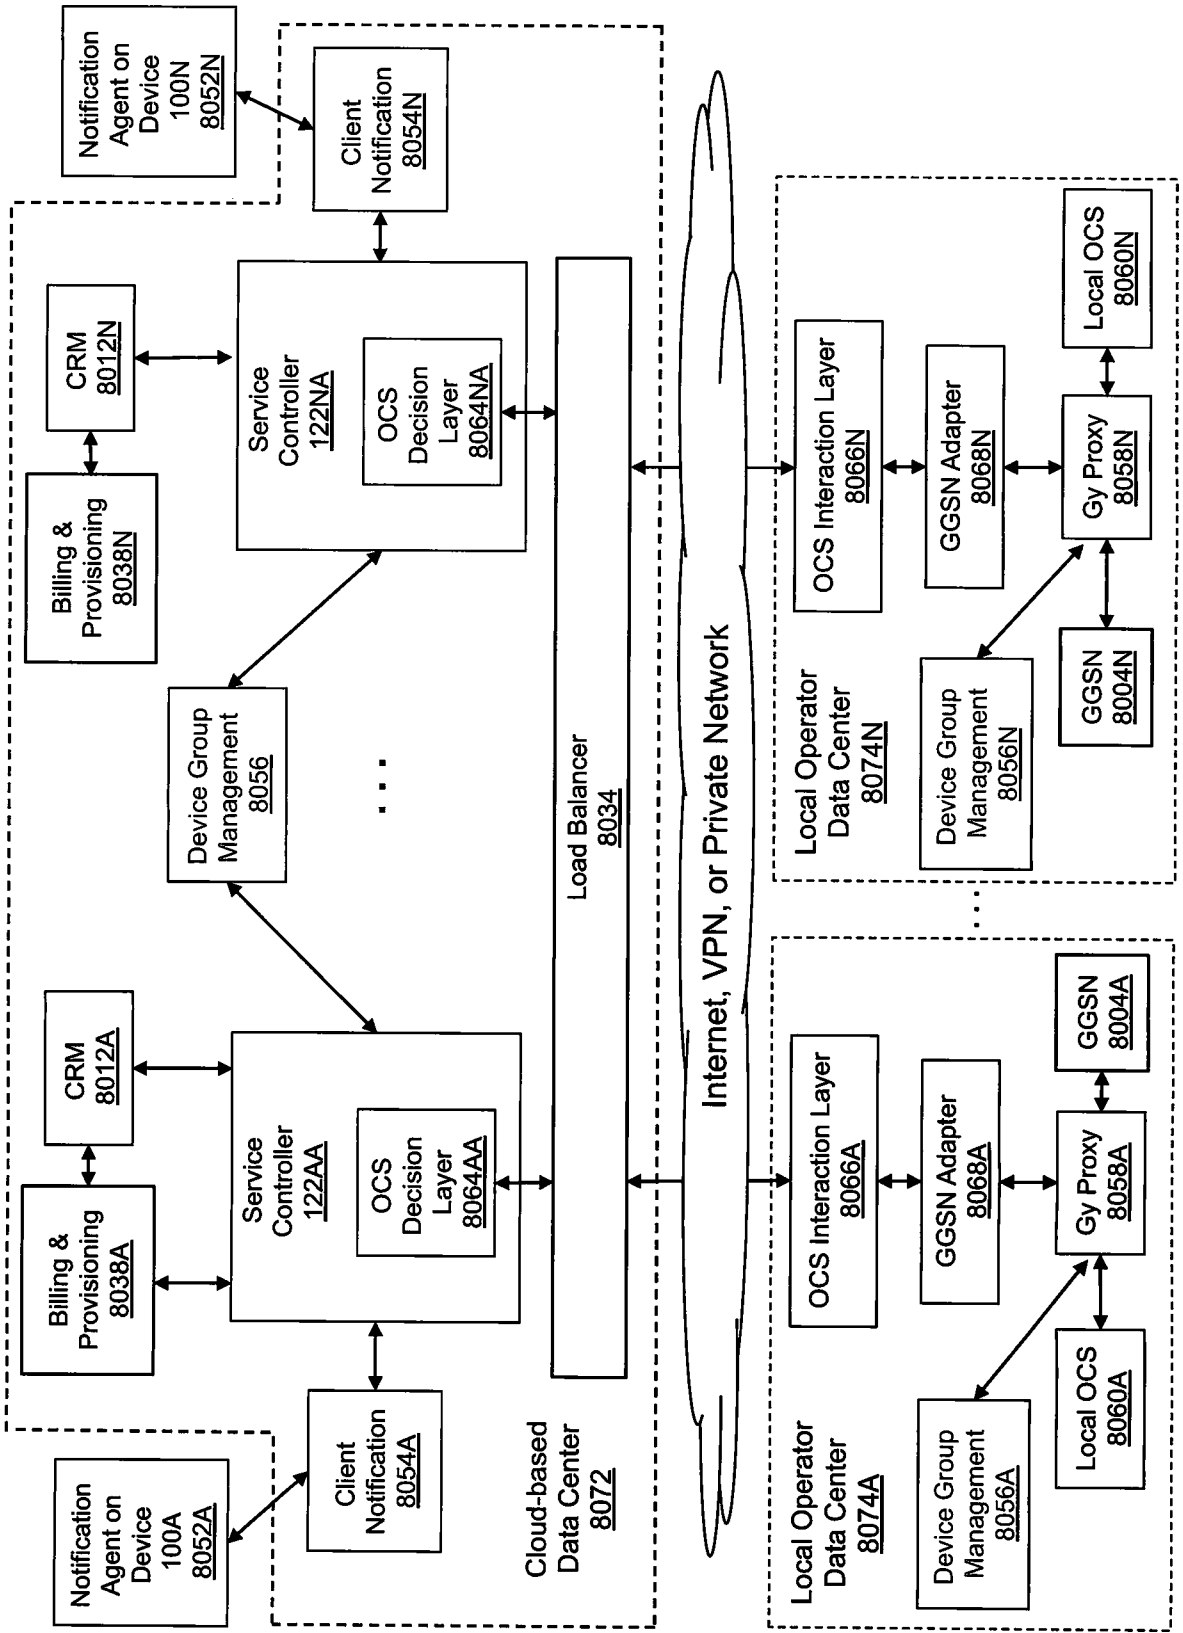 Notification
Agent on
Device
100A
8052A
Billing &
Provisioning
8038A
CRM
8012A
Device Group
Management
8056
Billing &
Provisioning
8038N
CRM
8012N
Notification
Agent on
Device
100N
8052N
Client
Notification
8054A
Service
Controller
122AA
OCS
Decision
Layer
8064AA
. . .
Service
Controller
122NA
OCS
Decision
Layer
8064NA
Client
Notification
8054N
Cloud-based
Data Center
8072
Load Balancer
8034
Internet, VPN, or Private Network
Local Operator
Data Center
8074A
OCS Interaction Layer
8066A
Device Group
Management
8056A
GGSN Adapter
8068A
Local OCS
8060A
Gy Proxy
8058A
GGSN
8004A
. . .
Local Operator
Data Center
8074N
OCS Interaction Layer
8066N
Device Group
Management
8056N
GGSN Adapter
8068N
GGSN
8004N
Gy Proxy
8058N
Local OCS
8060N